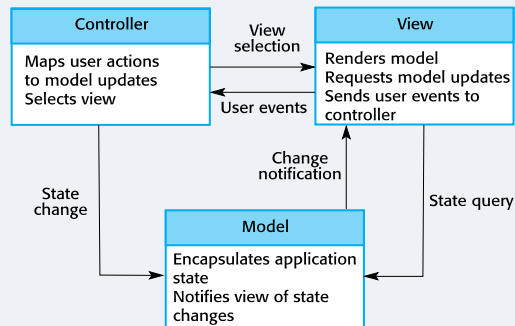 Controller
Maps user actions
to model updates
Selects view
View
selection
User events
View
Renders model
Requests model updates
Sends user events to
controller
State
change
Change
notification
State query
Model
Encapsulates application
state
Notifies view of state
changes